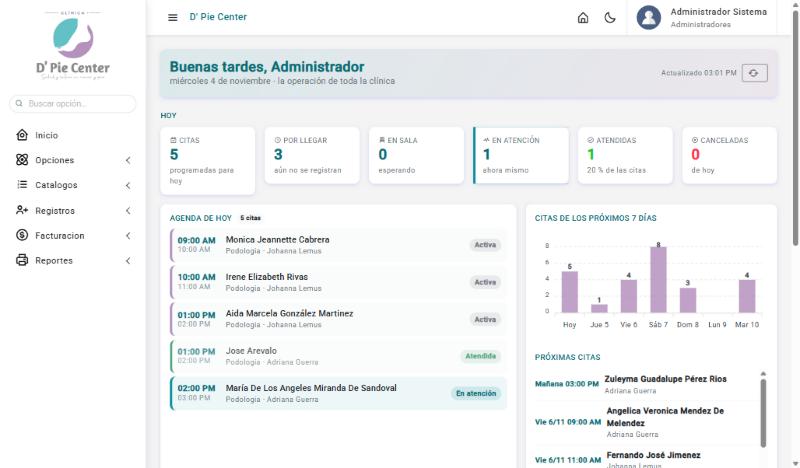 CLINICA
D' Pie Center
Buscar opción...
Inicio
Opciones
Catalogos
Registros
Facturacion
Reportes
D' Pie Center
Administrador Sistema
Administradores
Buenas tardes, Administrador
miércoles 4 de noviembre · la operación de toda la clínica
Actualizado 03:01 PM
HOY
CITAS
5
programadas para
hoy
POR LLEGAR
3
aún no se registran
EN SALA
0
esperando
EN ATENCIÓN
1
ahora mismo
ATENDIDAS
1
20 % de las citas
CANCELADAS
0
de hoy
AGENDA DE HOY 5 citas
09:00 AM Monica Jeannette Cabrera
10:00 AM Podologia · Johanna Lemus
Activa
10:00 AM Irene Elizabeth Rivas
11:00 AM Podologia · Johanna Lemus
Activa
01:00 PM Aida Marcela González Martinez
02:00 PM Podologia · Johanna Lemus
Activa
01:00 PM Jose Arevalo
02:00 PM Podologia · Adriana Guerra
Atendida
02:00 PM María De Los Angeles Miranda De Sandoval
03:00 PM Podologia · Adriana Guerra
En atención
CITAS DE LOS PRÓXIMOS 7 DÍAS
8
6
4
2
0
5
1
4
8
3
4
Hoy Jue 5 Vie 6 Sáb 7 Dom 8 Lun 9 Mar 10
PRÓXIMAS CITAS
Mañana 03:00 PM Zuleyma Guadalupe Pérez Rios
Adriana Guerra
Vie 6/11 09:00 AM Angelica Veronica Mendez De
Melendez
Adriana Guerra
Vie 6/11 11:00 AM Fernando José Jimenez
Johanna Lemus